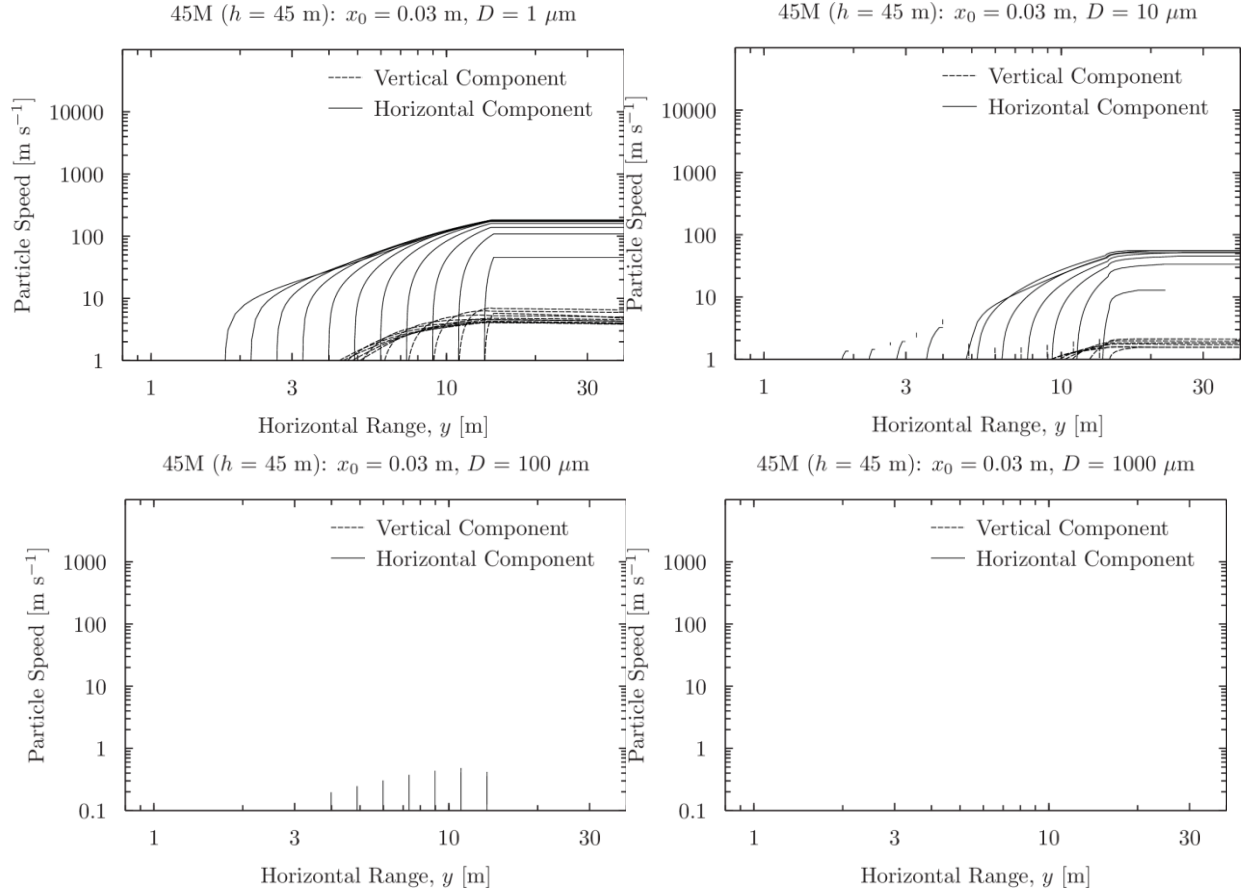 45M (h = 45 m): x₀ = 0.03 m, D = 1 μm
Vertical Component
Horizontal Component
10000
1000
100
10
1
Particle Speed [m s⁻¹]
1
3
10
30
Horizontal Range, y [m]
45M (h = 45 m): x₀ = 0.03 m, D = 10 μm
Vertical Component
Horizontal Component
10000
1000
100
10
1
Particle Speed [m s⁻¹]
1
3
10
30
Horizontal Range, y [m]
45M (h = 45 m): x₀ = 0.03 m, D = 100 μm
Vertical Component
Horizontal Component
1000
100
10
1
0.1
Particle Speed [m s⁻¹]
1
3
10
30
Horizontal Range, y [m]
45M (h = 45 m): x₀ = 0.03 m, D = 1000 μm
Vertical Component
Horizontal Component
1000
100
10
1
0.1
Particle Speed [m s⁻¹]
1
3
10
30
Horizontal Range, y [m]